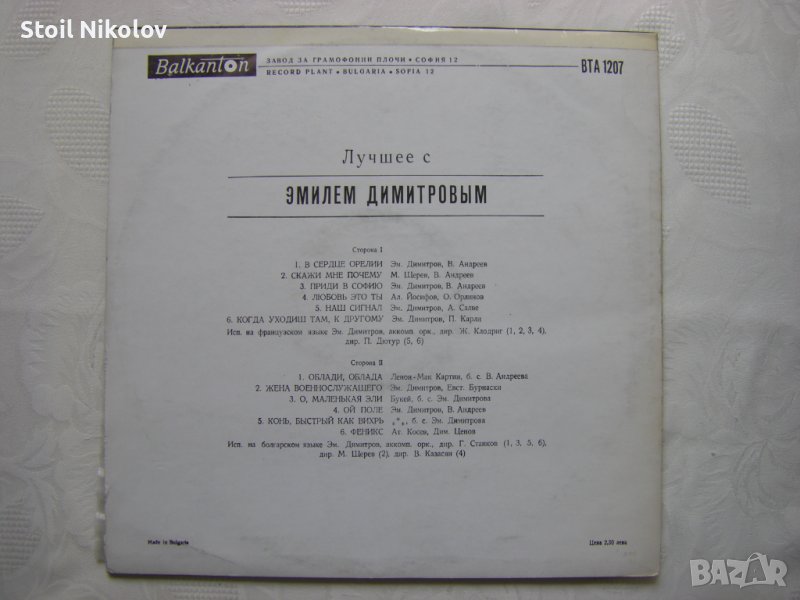 Stoil Nikolov
Balkanton
ЗАВОД ЗА ГРАМОФОННИ ПЛОЧИ • СОФИЯ 12
RECORD PLANT • BULGARIA • SOFIA 12
ВТА 1207
Лучшее с
ЭМИЛЕМ ДИМИТРОВЫМ
Сторона I
1. В СЕРДЦЕ ОРЕЛИИ Эм. Димитров, В. Андреев
2. СКАЖИ МНЕ ПОЧЕМУ М. Щерев, В. Андреев
3. ПРИДИ В СОФИЮ Эм. Димитров, В. Андреев
4. ЛЮБОВЬ ЭТО ТЫ Ал. Йосифов, О. Орлинов
5. НАШ СИГНАЛ Эм. Димитров, А. Салве
6. КОГДА УХОДИШ ТАМ, К ДРУГОМУ Эм. Димитров, П. Карли
Исп. на французском языке Эм. Димитров, аккомп. орк., дир. Ж. Клодриг (1, 2, 3, 4),
дир. П. Дютур (5, 6)
Сторона II
1. ОБЛАДИ, ОБЛАДА Ленон-Мак Картни, б. с. В. Андреева
2. ЖЕНА ВОЕННОСЛУЖАЩЕГО Эм. Димитров, Евст. Бурнаски
3. О, МАЛЕНЬКАЯ ЭЛИ Букей, б. с. Эм. Димитрова
4. ОЙ ПОЛЕ Эм. Димитров, В. Андреев
5. КОНЬ, БЫСТРЫЙ КАК ВИХРЬ „*„ б. с. Эм. Димитрова
6. ФЕНИКС Ат. Косев, Дим. Ценов
Исп. на болгарском языке Эм. Димитров, аккомп. орк., дир. Г. Станков (1, 3, 5, 6),
дир. М. Щерев (2), дир. В. Казасян (4)
Made in Bulgaria
Цена 2,50 лева
BAZAR